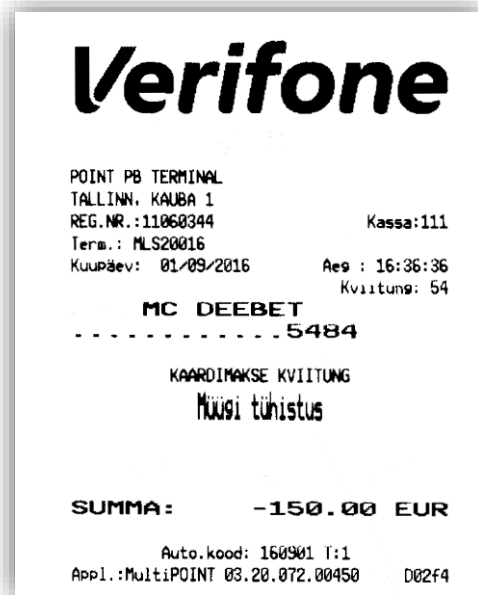 Verifone
POINT PB TERMINAL
TALLINN, KAUBA 1
REG.NR.:11060344 Kassa:111
Term.: MLS20016
Kuupäev: 01/09/2016 Aeg : 16:36:36
Kviitung: 54
MC DEEBET
.............5484
KAARDIMAKSE KVIITUNG
Müügi tühistus
SUMMA: -150.00 EUR
Auto.kood: 160901 T:1
Appl.:MultiPOINT 03.20.072.00450 D02f4